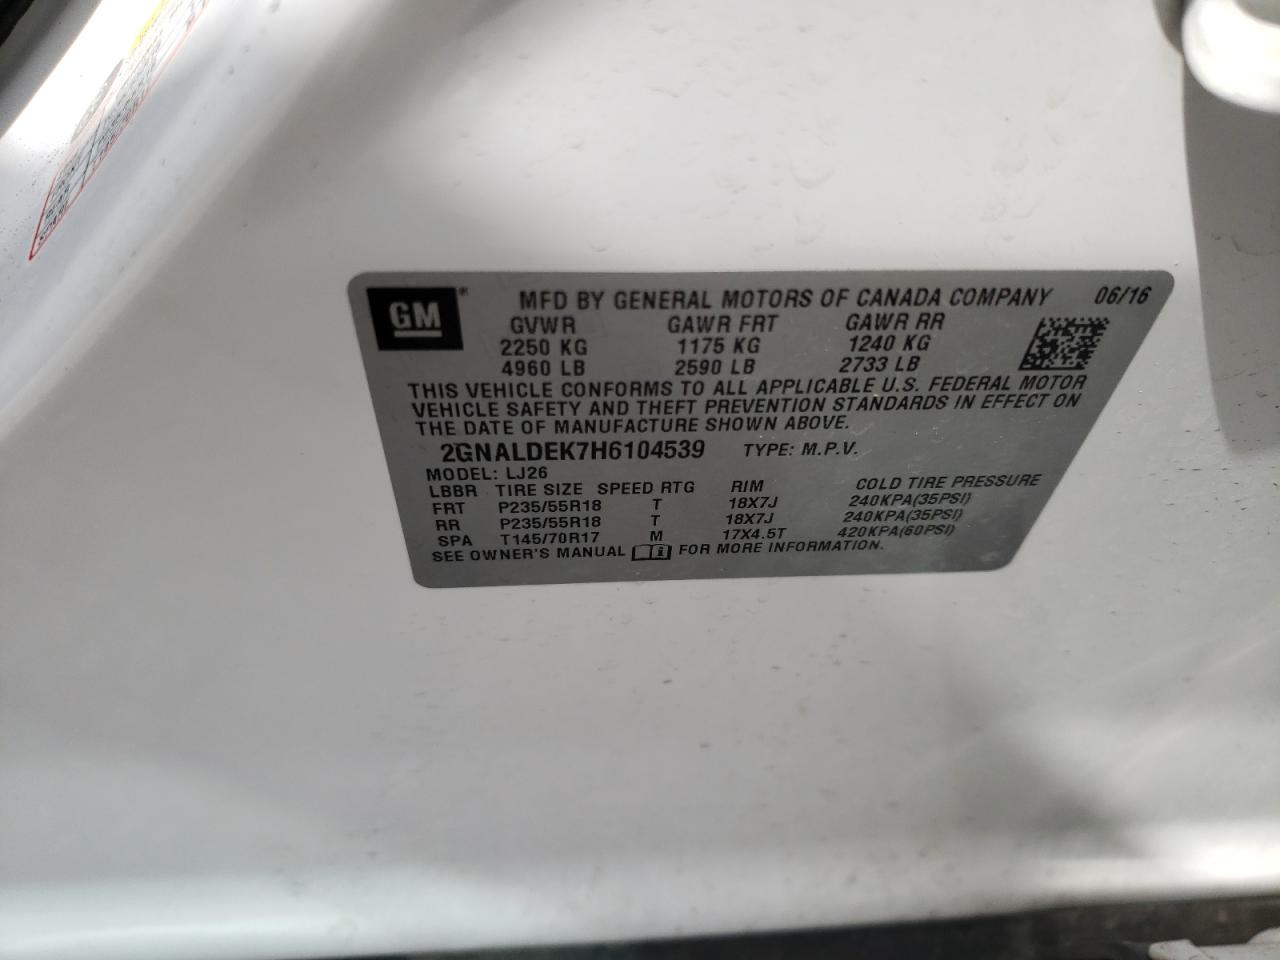 GM ®
MFD BY GENERAL MOTORS OF CANADA COMPANY 06/16
GVWR GAWR FRT GAWR RR
2250 KG 1175 KG 1240 KG
4960 LB 2590 LB 2733 LB
THIS VEHICLE CONFORMS TO ALL APPLICABLE U.S. FEDERAL MOTOR
VEHICLE SAFETY AND THEFT PREVENTION STANDARDS IN EFFECT ON
THE DATE OF MANUFACTURE SHOWN ABOVE.
2GNALDEK7H6104539 TYPE: M.P.V.
MODEL: LJ26
LBBR TIRE SIZE SPEED RTG RIM COLD TIRE PRESSURE
FRT P235/55R18 T 18X7J 240KPA(35PSI)
RR P235/55R18 T 18X7J 240KPA(35PSI)
SPA T145/70R17 M 17X4.5T 420KPA(60PSI)
SEE OWNER'S MANUAL FOR MORE INFORMATION.